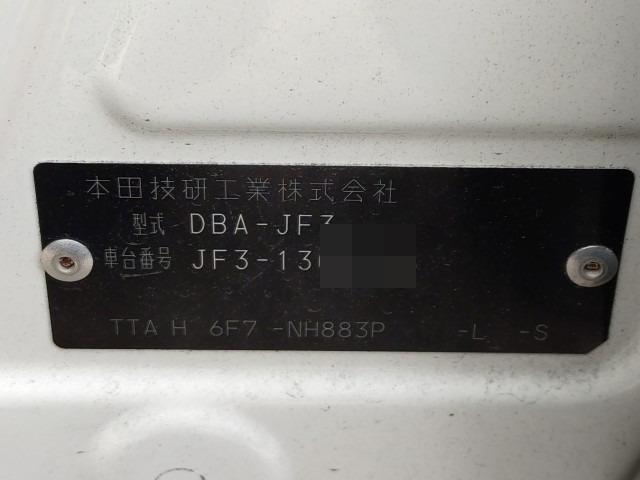 本田技研工業株式会社
型式 DBA-JF3
車台番号 JF3-13
TTA H 6F7 -NH883P -L -S